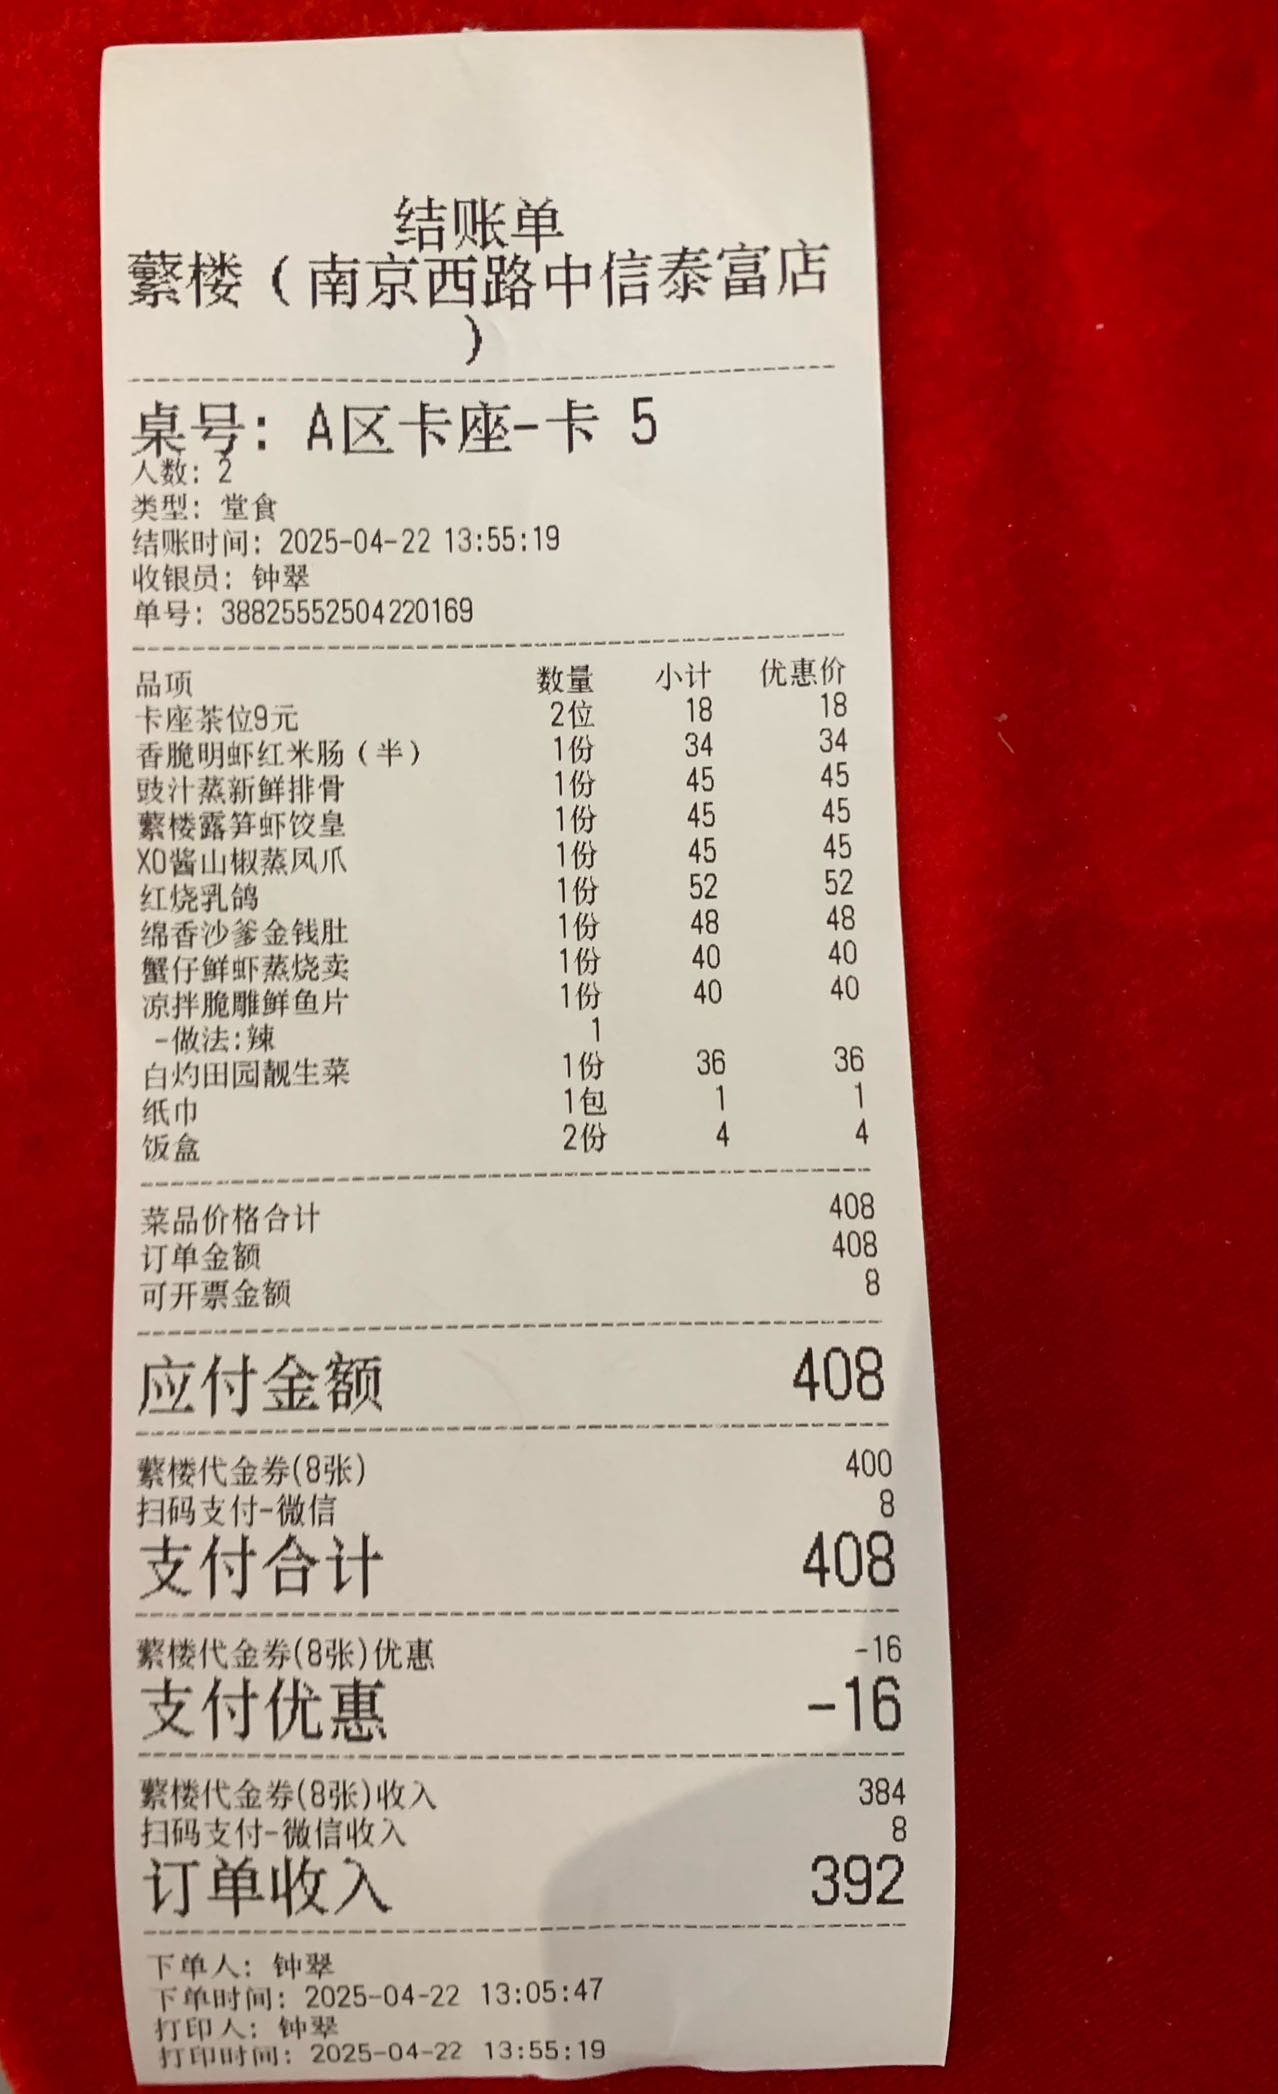 结账单
蘩楼（南京西路中信泰富店
）
桌号: A区卡座-卡 5
人数: 2
类型: 堂食
结账时间: 2025-04-22 13:55:19
收银员: 钟翠
单号: 38825552504220169
品项 数量 小计 优惠价
卡座茶位9元 2位 18 18
香脆明虾红米肠（半） 1份 34 34
豉汁蒸新鲜排骨 1份 45 45
蘩楼露笋虾饺皇 1份 45 45
XO酱山椒蒸凤爪 1份 45 45
红烧乳鸽 1份 52 52
绵香沙爹金钱肚 1份 48 48
蟹仔鲜虾蒸烧卖 1份 40 40
凉拌脆雕鲜鱼片 1份 40 40
-做法:辣 1
白灼田园靓生菜 1份 36 36
纸巾 1包 1 1
饭盒 2份 4 4
菜品价格合计 408
订单金额 408
可开票金额 8
应付金额 408
蘩楼代金券(8张) 400
扫码支付-微信 8
支付合计 408
蘩楼代金券(8张)优惠 -16
支付优惠 -16
蘩楼代金券(8张)收入 384
扫码支付-微信收入 8
订单收入 392
下单人: 钟翠
下单时间: 2025-04-22 13:05:47
打印人: 钟翠
打印时间: 2025-04-22 13:55:19